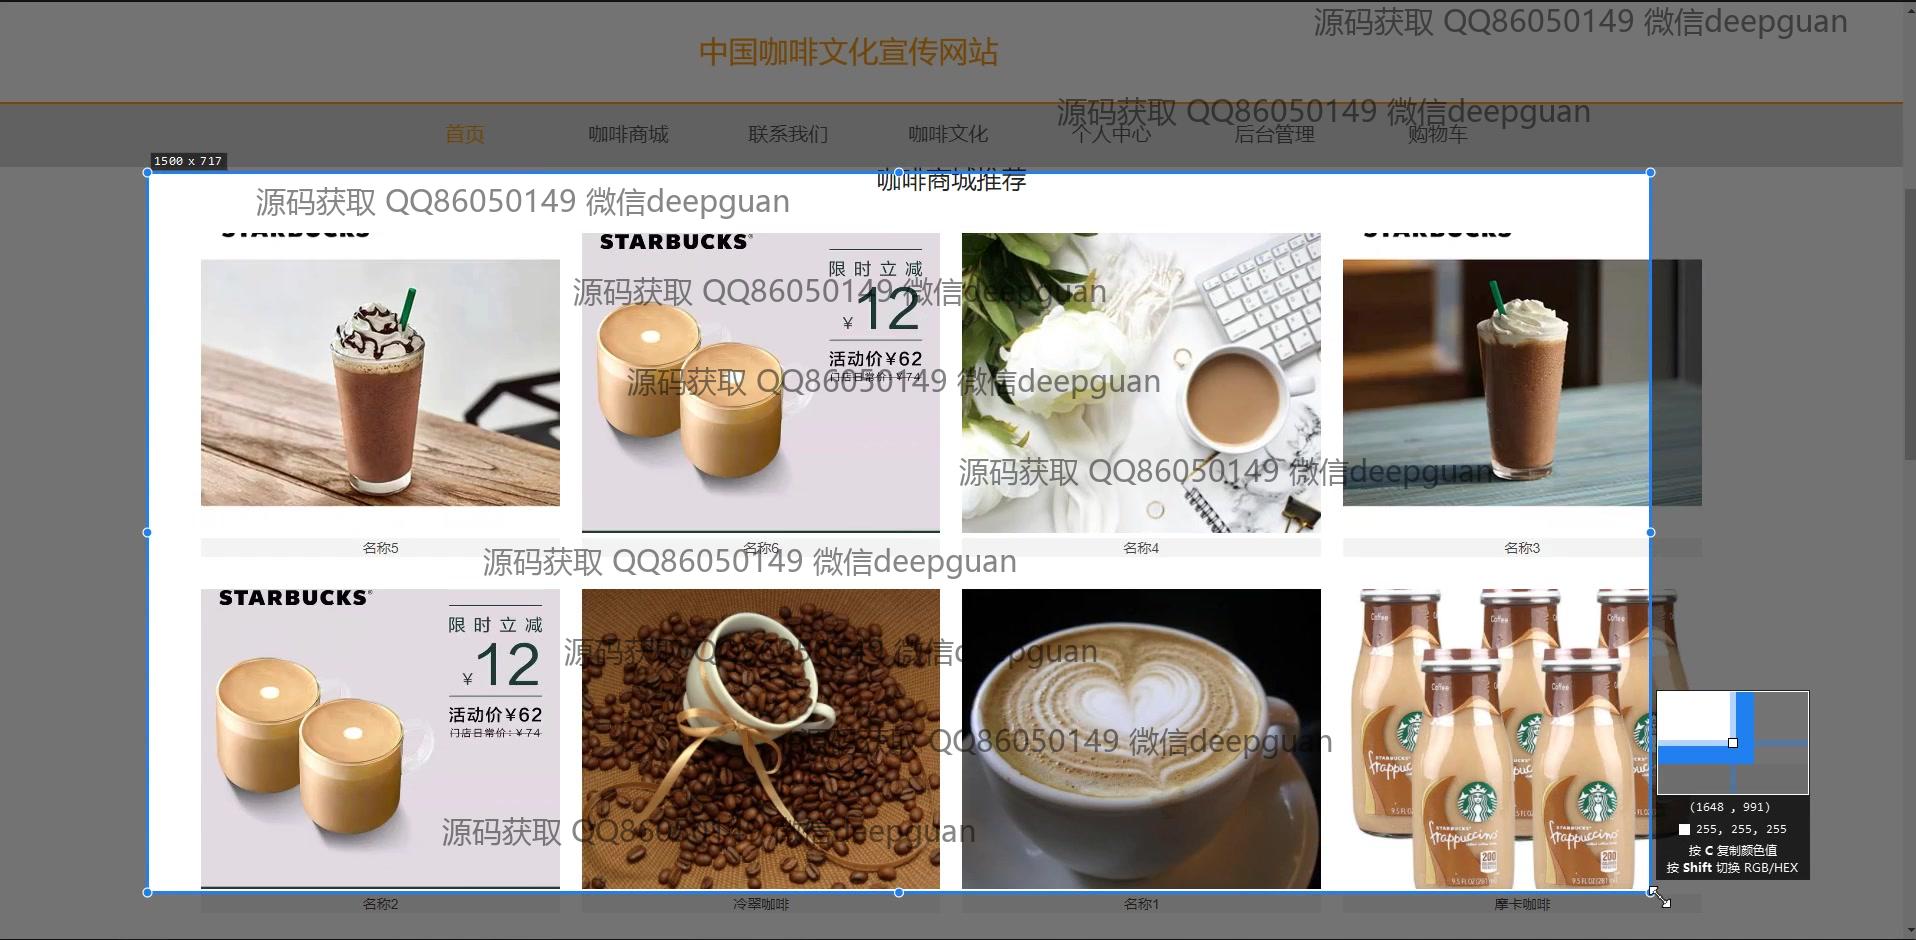 源码获取 QQ86050149 微信deepguan
中国咖啡文化宣传网站
源码获取 QQ86050149 微信deepguan
首页 咖啡商城 联系我们 咖啡文化 个人中心 后台管理 购物车
1500 x 717
咖啡商城推荐
源码获取 QQ86050149 微信deepguan
STARBUCKS
STARBUCKS
STARBUCKS
限时立减
¥12
活动价¥62
门店日常价:¥74
源码获取 QQ86050149 微信deepguan
源码获取 QQ86050149 微信deepguan
源码获取 QQ86050149 微信deepguan
名称5
名称6
名称4
名称3
源码获取 QQ86050149 微信deepguan
STARBUCKS
限时立减
¥12
活动价¥62
门店日常价:¥74
源码获取 QQ86050149 微信deepguan
源码获取 QQ86050149 微信deepguan
源码获取 QQ86050149 微信deepguan
Coffee
Coffee
Coffee
Coffee
frappuccino
STARBUCKS
frappuccino
200
STARBUCKS
frappuccino
200
(1648 , 991)
255, 255, 255
按 C 复制颜色值
按 Shift 切换 RGB/HEX
名称2
冷翠咖啡
名称1
摩卡咖啡